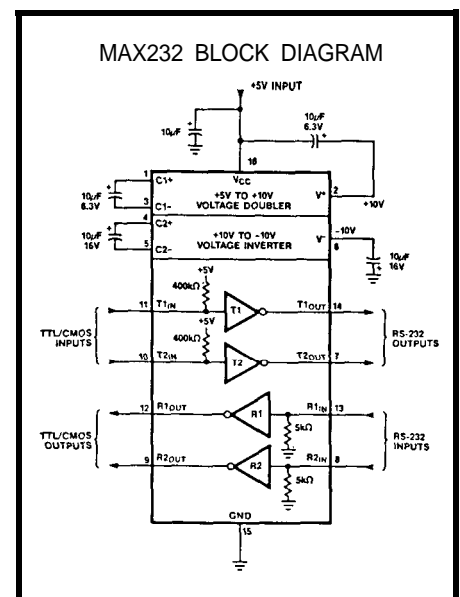 MAX232 BLOCK DIAGRAM
+5V INPUT
10µF
10µF
6.3V
16
VCC
1
C1+
10µF
6.3V
3
C1-
+5V TO +10V
VOLTAGE DOUBLER
V+
2
+10V
4
C2+
10µF
16V
5
C2-
+10V TO -10V
VOLTAGE INVERTER
V-
-10V
6
10µF
16V
+5V
400kΩ
11
T1IN
T1
T1OUT
14
+5V
400kΩ
TTL/CMOS
INPUTS
RS-232
OUTPUTS
10
T2IN
T2
T2OUT
7
12
R1OUT
R1
R1IN
13
5kΩ
TTL/CMOS
OUTPUTS
RS-232
INPUTS
9
R2OUT
R2
R2IN
8
5kΩ
GND
15